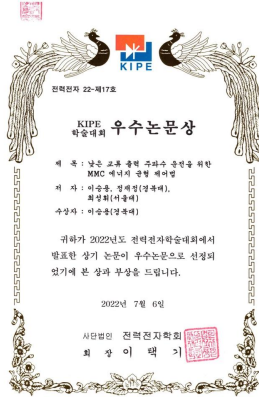 KIPE
전력전자 22-제17호
KIPE
학술대회 우수논문상
제 목 : 낮은 교류 출력 주파수 운전을 위한
MMC 에너지 균형 제어법
저 자 : 이승용, 정재정(경북대),
최성휘(서울대)
수상자 : 이승용(경북대)
귀하가 2022년도 전력전자학술대회에서
발표한 상기 논문이 우수논문으로 선정되
었기에 본 상과 부상을 드립니다.
2022년 7월 6일
사단법인 전력전자학회
회 장 이 택 기